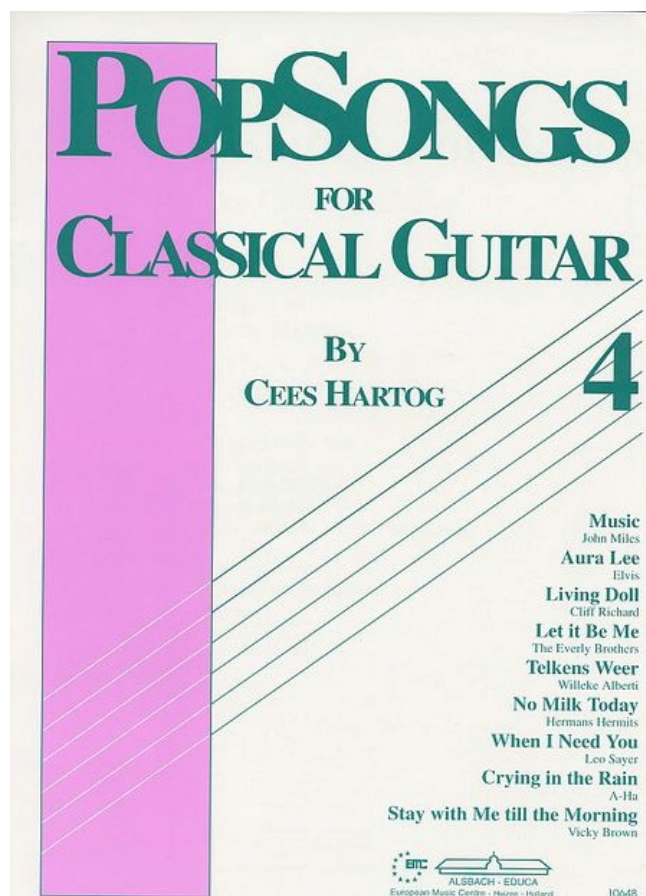 POPSONGS
FOR
CLASSICAL GUITAR
BY
CEES HARTOG
4
Music
John Miles
Aura Lee
Elvis
Living Doll
Cliff Richard
Let it Be Me
The Everly Brothers
Telkens Weer
Willeke Alberti
No Milk Today
Hermans Hermits
When I Need You
Leo Sayer
Crying in the Rain
A-Ha
Stay with Me till the Morning
Vicky Brown
EMC
ALSBACH - EDUCA
European Music Centre - Huizen - Holland
10648